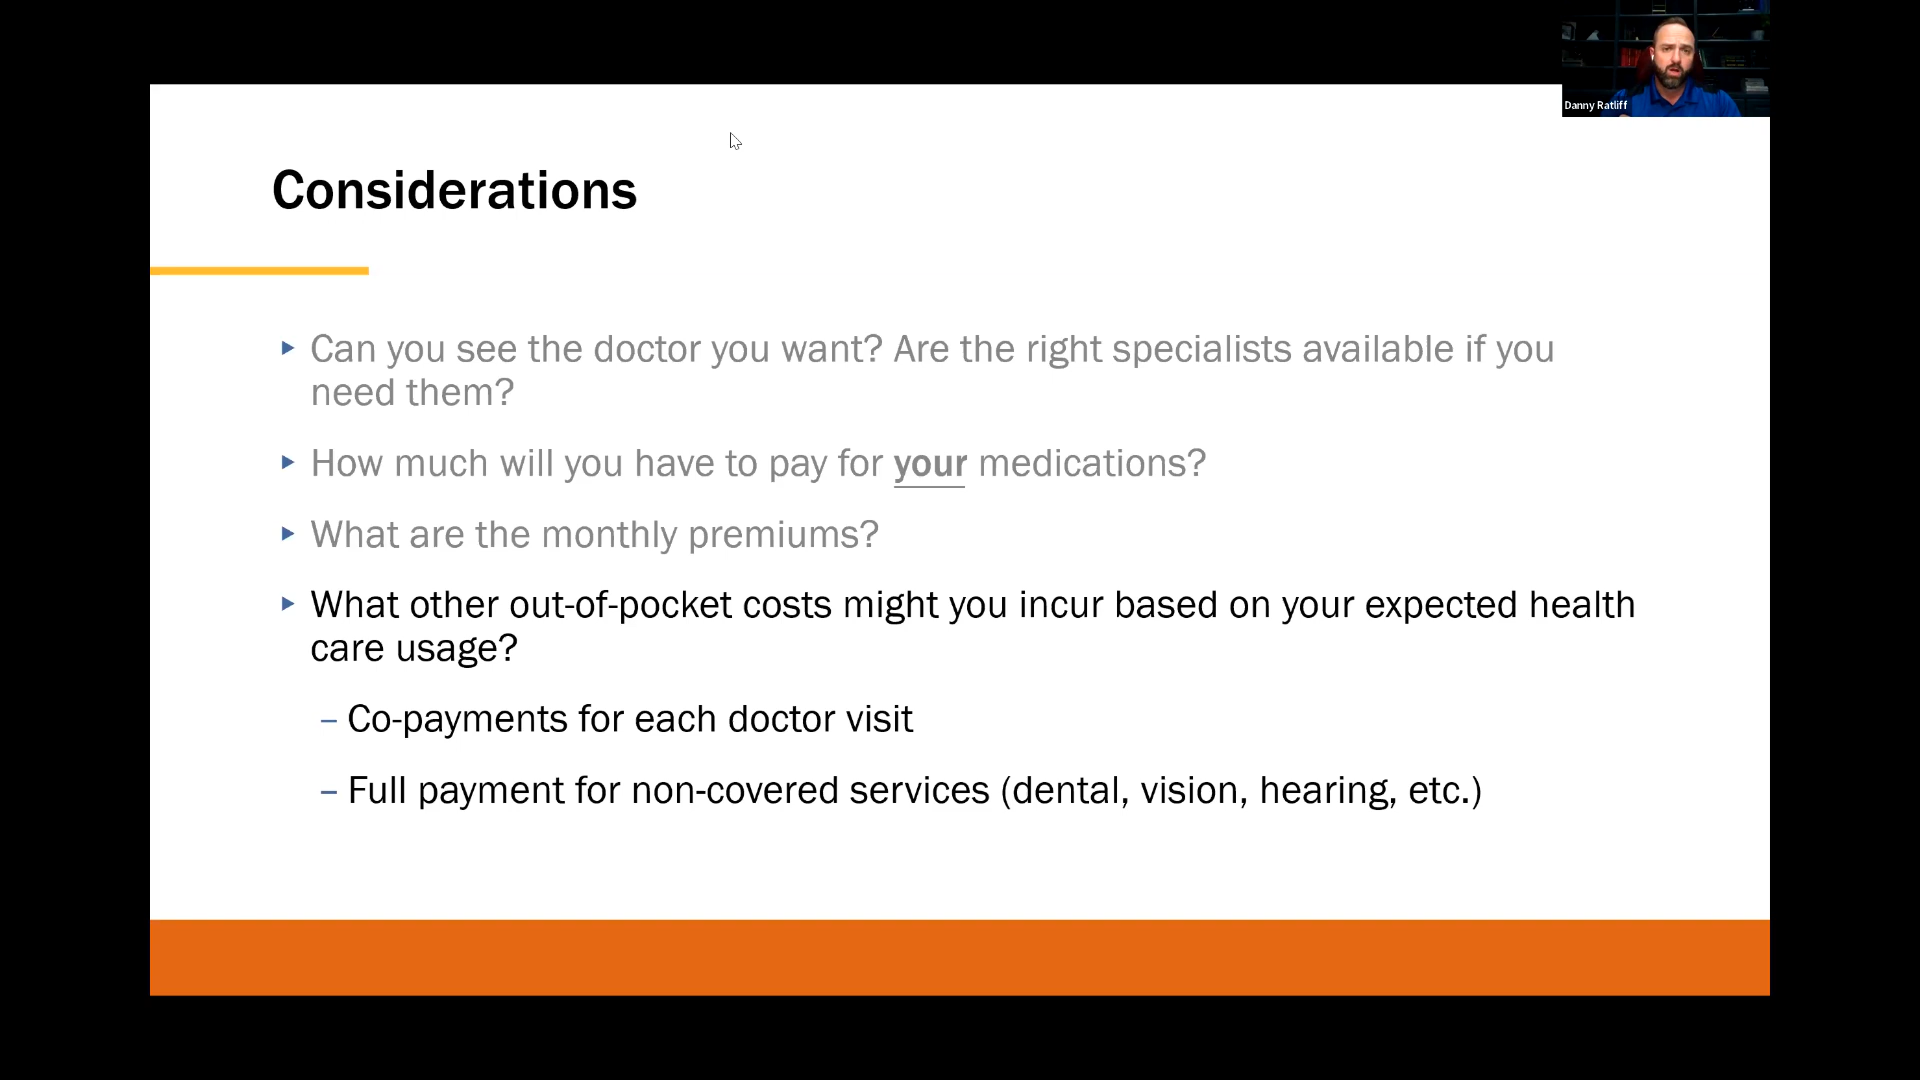 Danny Ratliff
Considerations
Can you see the doctor you want? Are the right specialists available if you
need them?
How much will you have to pay for your medications?
What are the monthly premiums?
What other out-of-pocket costs might you incur based on your expected health
care usage?
– Co-payments for each doctor visit
– Full payment for non-covered services (dental, vision, hearing, etc.)